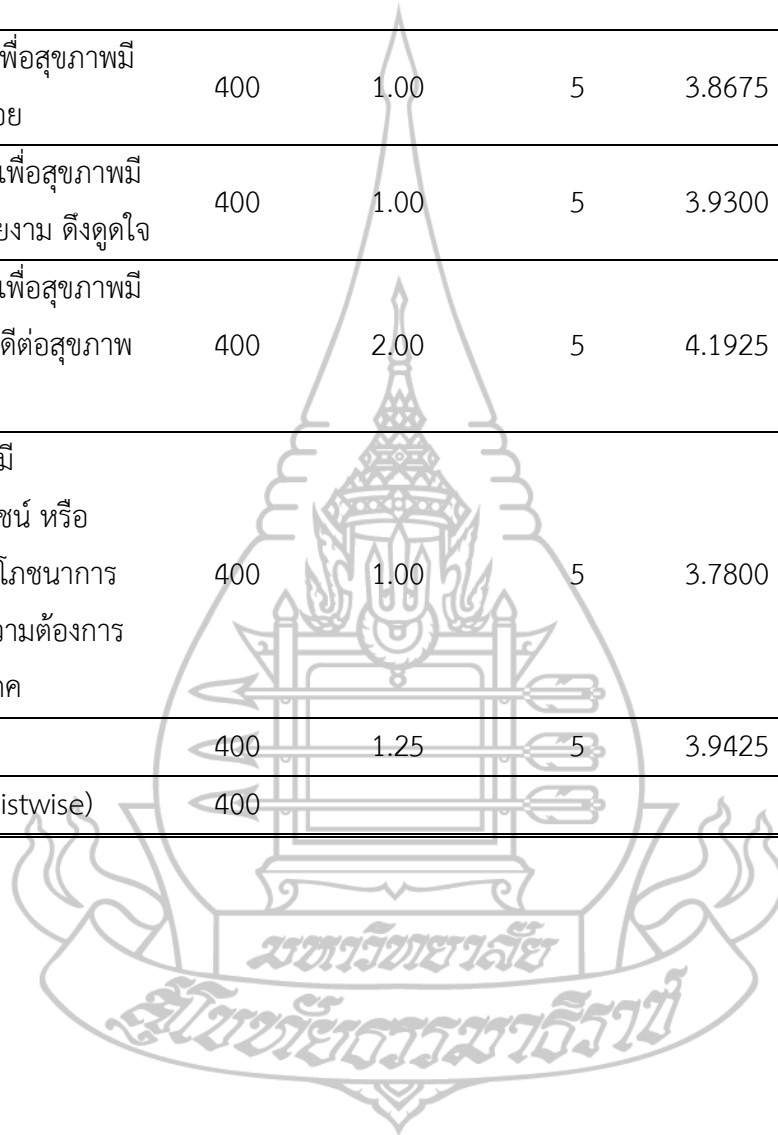 เพื่อสุขภาพมี
อย
400 1.00 5 3.8675
เพื่อสุขภาพมี
ยงาม ดึงดูดใจ
400 1.00 5 3.9300
เพื่อสุขภาพมี
ดีต่อสุขภาพ 400 2.00 5 4.1925
มี
ชน์ หรือ
โภชนาการ 400 1.00 5 3.7800
วามต้องการ
าค
400 1.25 5 3.9425
istwise) 400
มหาวิทยาลัย
สุโขทัยธรรมาธิราช